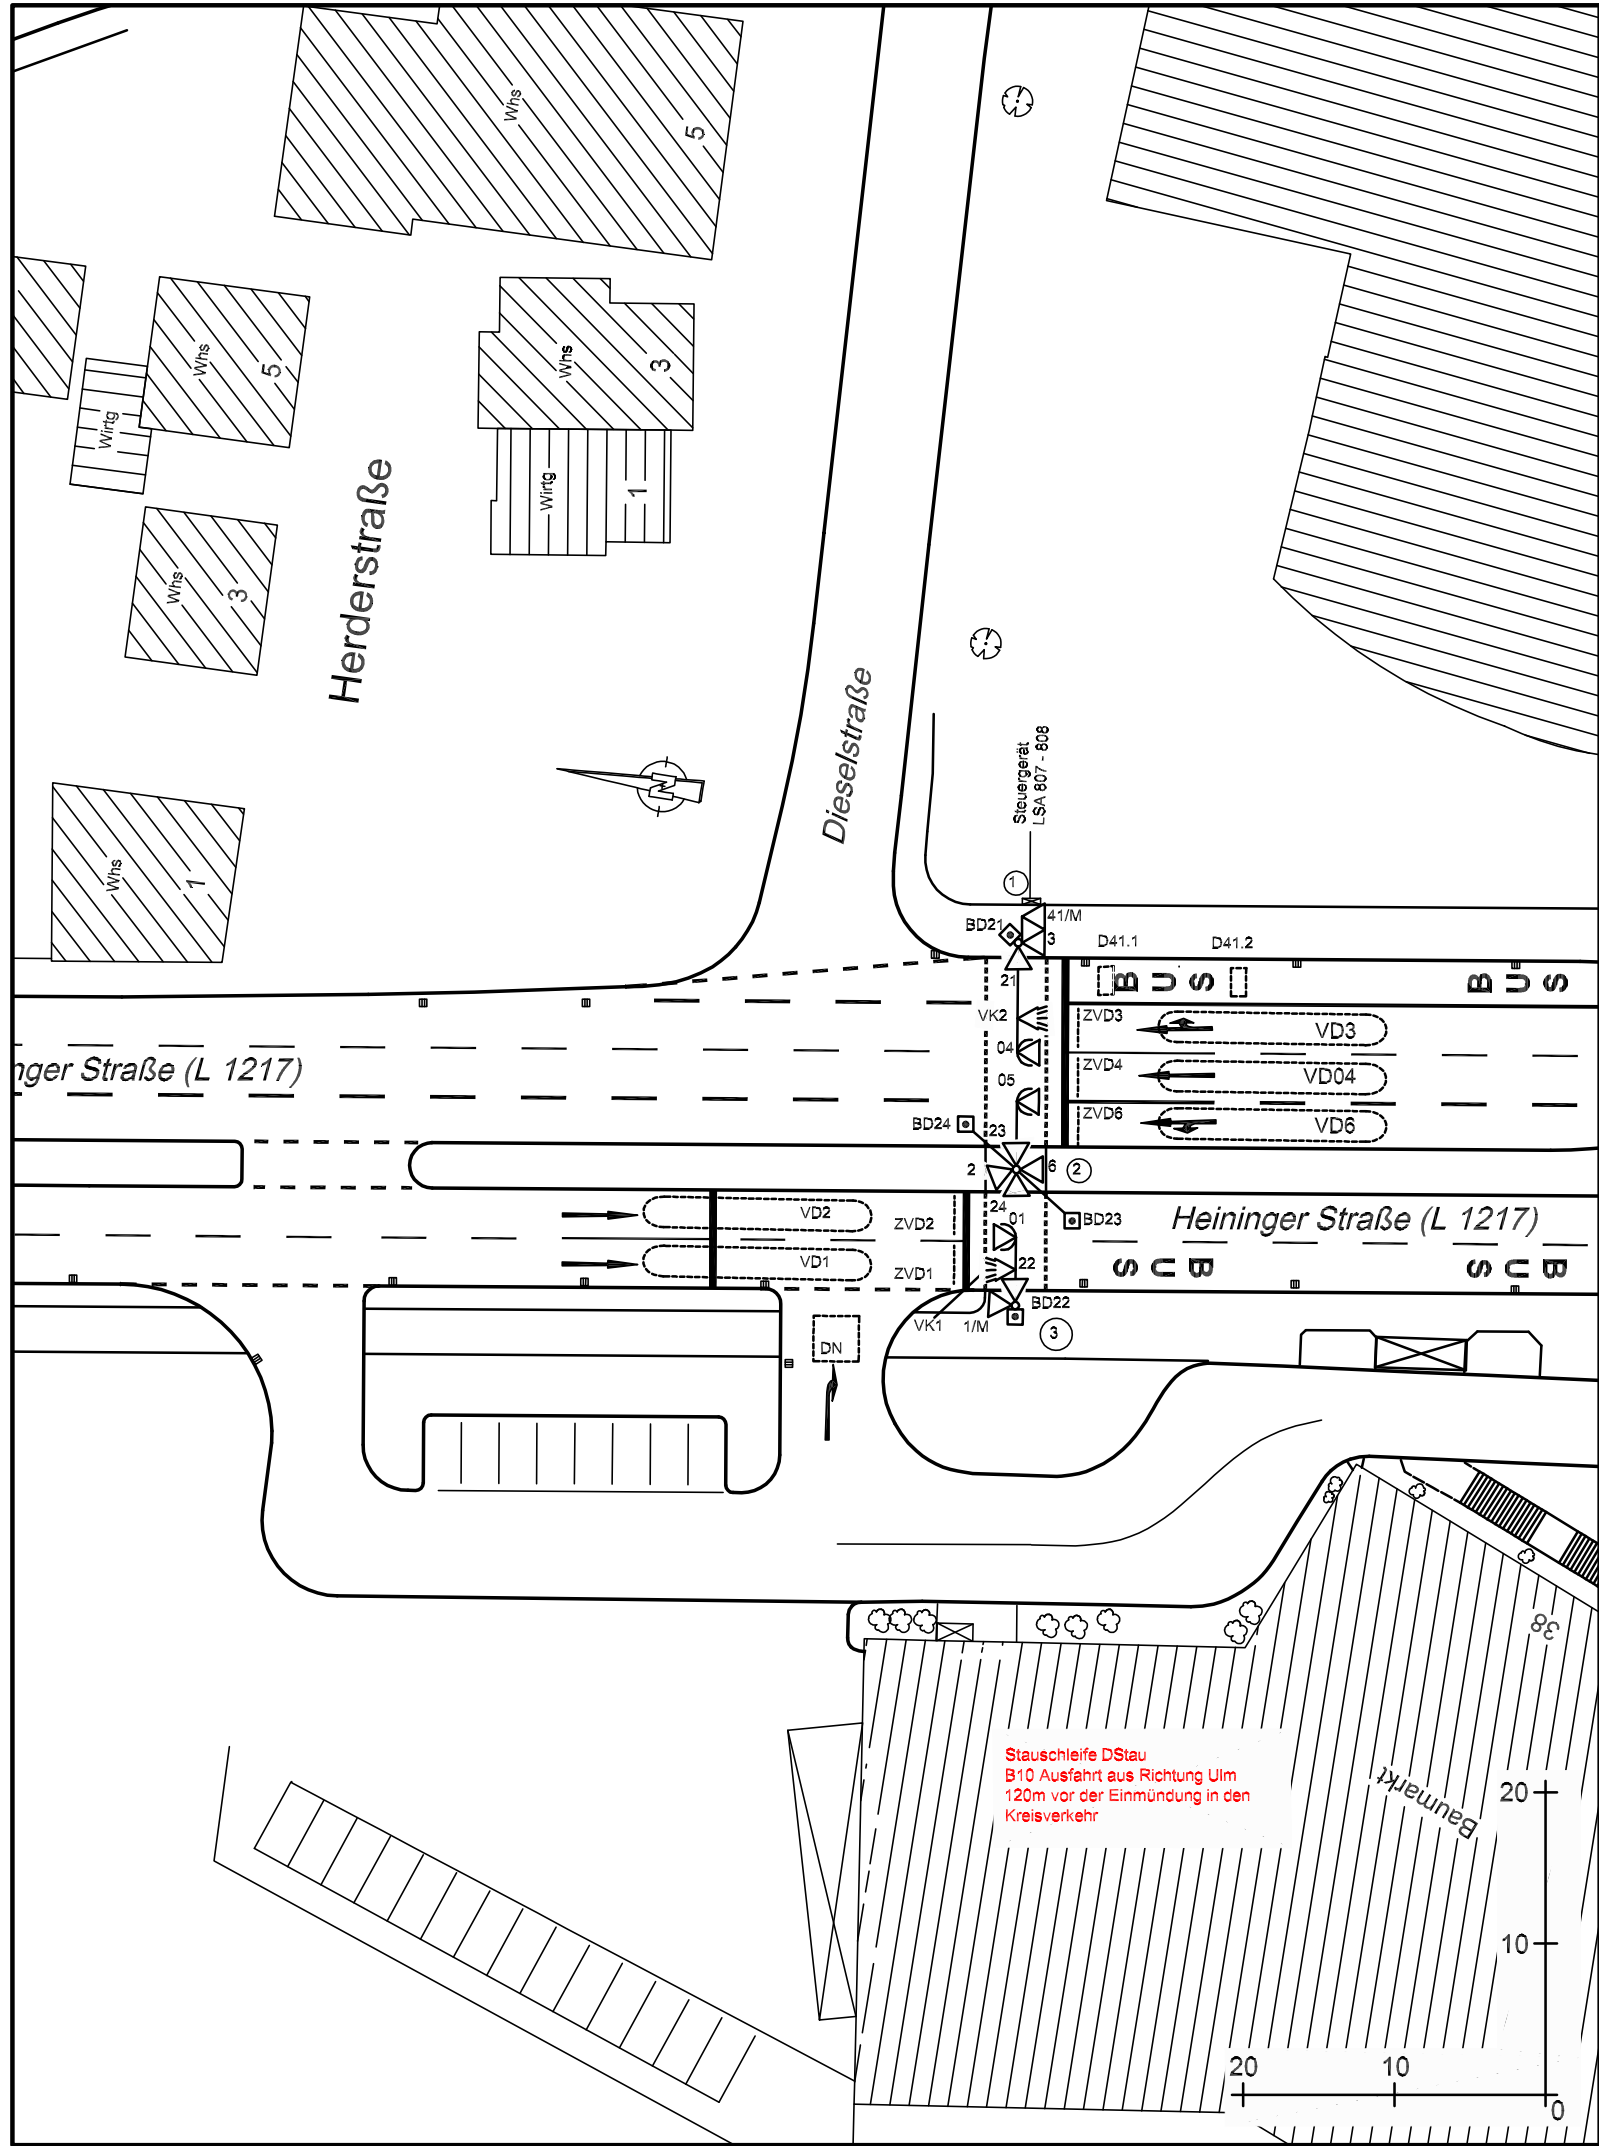 Whs
5
Whs
5
Whs
3
Wirtg
Wirtg
1
Whs
3
Herderstraße
Dieselstraße
Steuergerät
LSA 807 - 808
N
Whs
1
1
41/M
BD21
3
D41.1
D41.2
21
BUS
BUS
VK2
ZVD3
VD3
04
nger Straße (L 1217)
ZVD4
VD04
05
ZVD6
VD6
BD24
23
2
6
2
VD2
ZVD2
24
01
BD23
Heininger Straße (L 1217)
VD1
ZVD1
22
BUS
BUS
BD22
VK1
1/M
3
DN
38
Stauschleife DStau
B10 Ausfahrt aus Richtung Ulm
120m vor der Einmündung in den
Kreisverkehr
Baumarkt
20
10
20
10
0